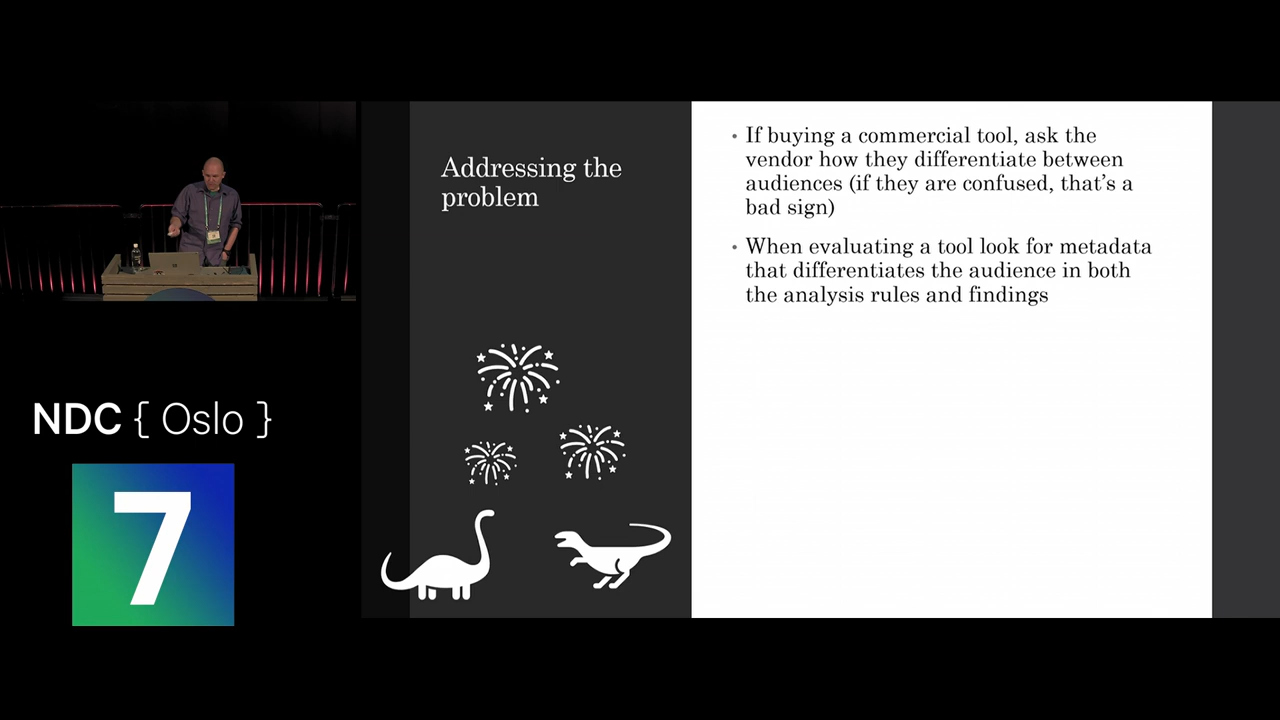 Addressing the
problem
• If buying a commercial tool, ask the
vendor how they differentiate between
audiences (if they are confused, that’s a
bad sign)
• When evaluating a tool look for metadata
that differentiates the audience in both
the analysis rules and findings
NDC { Oslo }
7